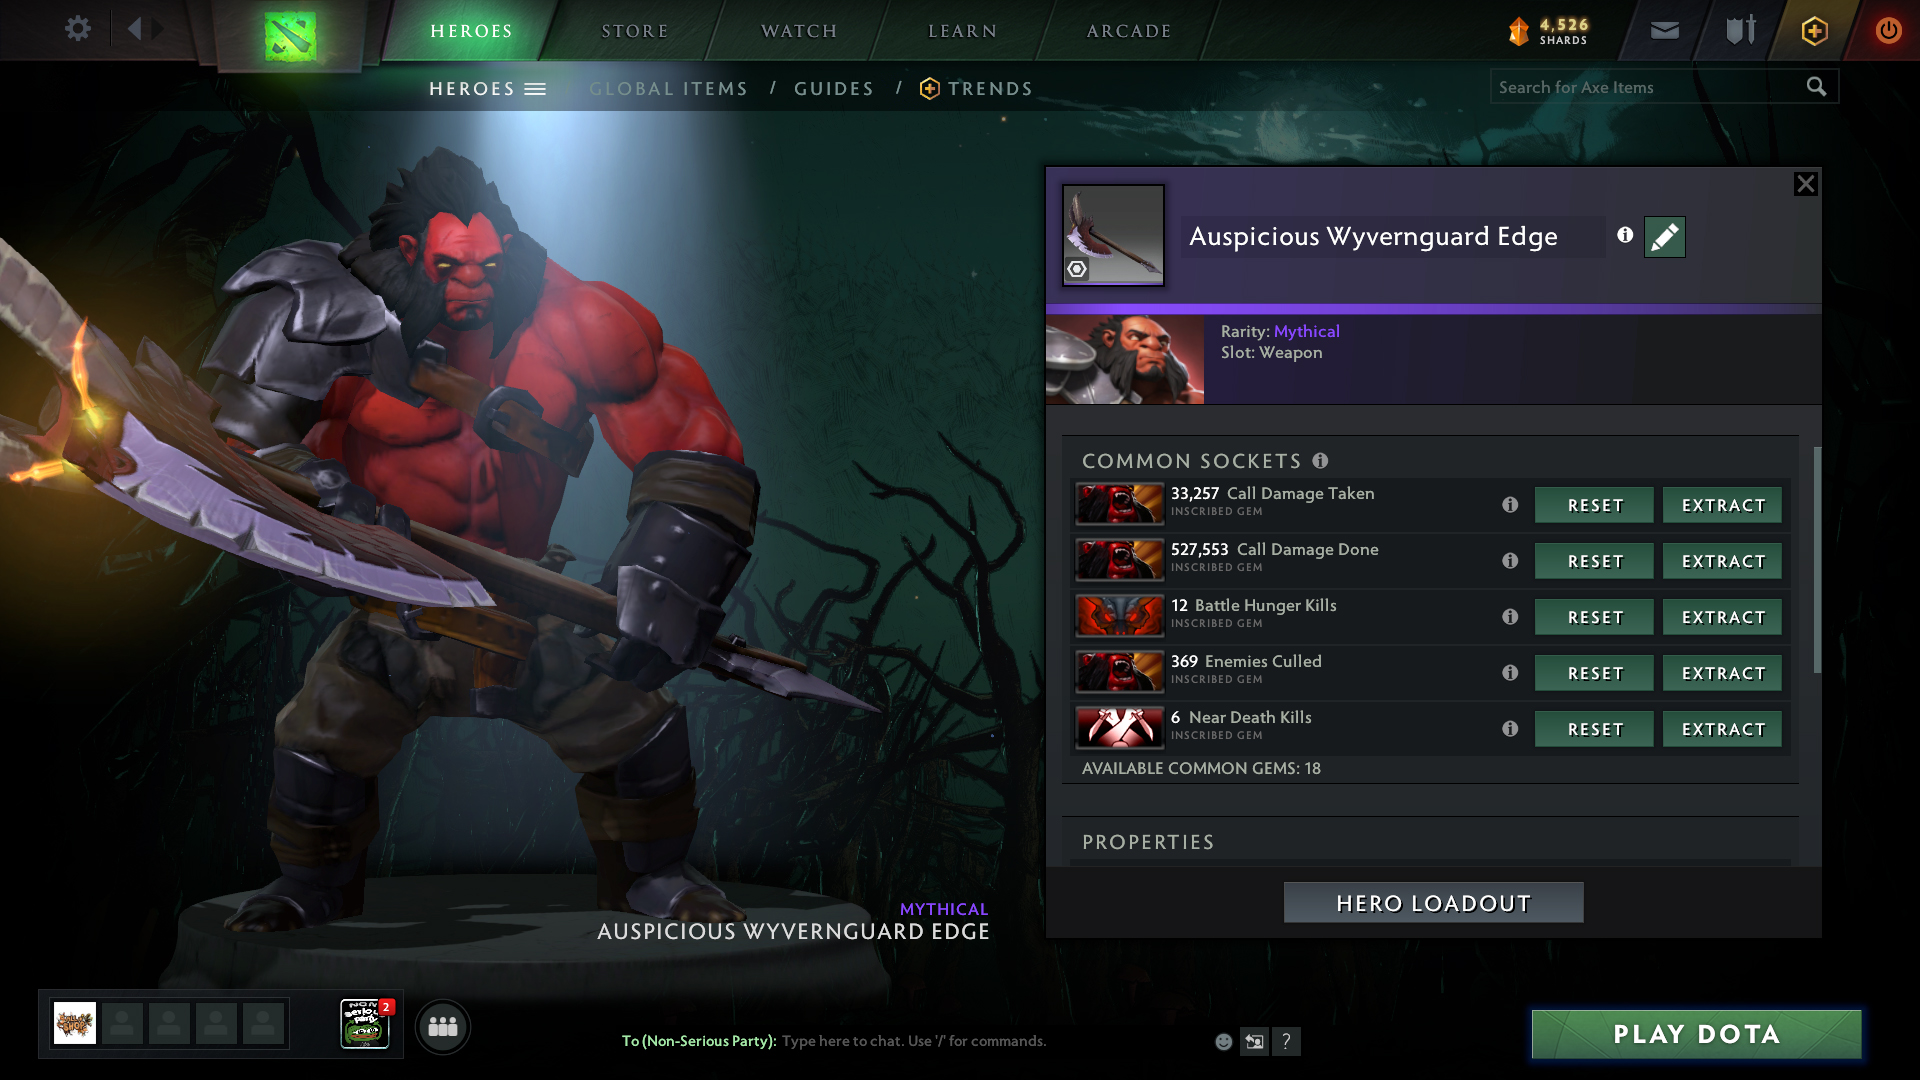 HEROES
STORE
WATCH
LEARN
ARCADE
4,526
SHARDS
HEROES
GLOBAL ITEMS / GUIDES / TRENDS
Search for Axe Items
Auspicious Wyvernguard Edge
Rarity: Mythical
Slot: Weapon
COMMON SOCKETS
33,257 Call Damage Taken
INSCRIBED GEM
RESET
EXTRACT
527,553 Call Damage Done
INSCRIBED GEM
RESET
EXTRACT
12 Battle Hunger Kills
INSCRIBED GEM
RESET
EXTRACT
369 Enemies Culled
INSCRIBED GEM
RESET
EXTRACT
6 Near Death Kills
INSCRIBED GEM
RESET
EXTRACT
AVAILABLE COMMON GEMS: 18
PROPERTIES
HERO LOADOUT
MYTHICAL
AUSPICIOUS WYVERNGUARD EDGE
NON
serious
party
2
To (Non-Serious Party): Type here to chat. Use '/' for commands.
?
PLAY DOTA